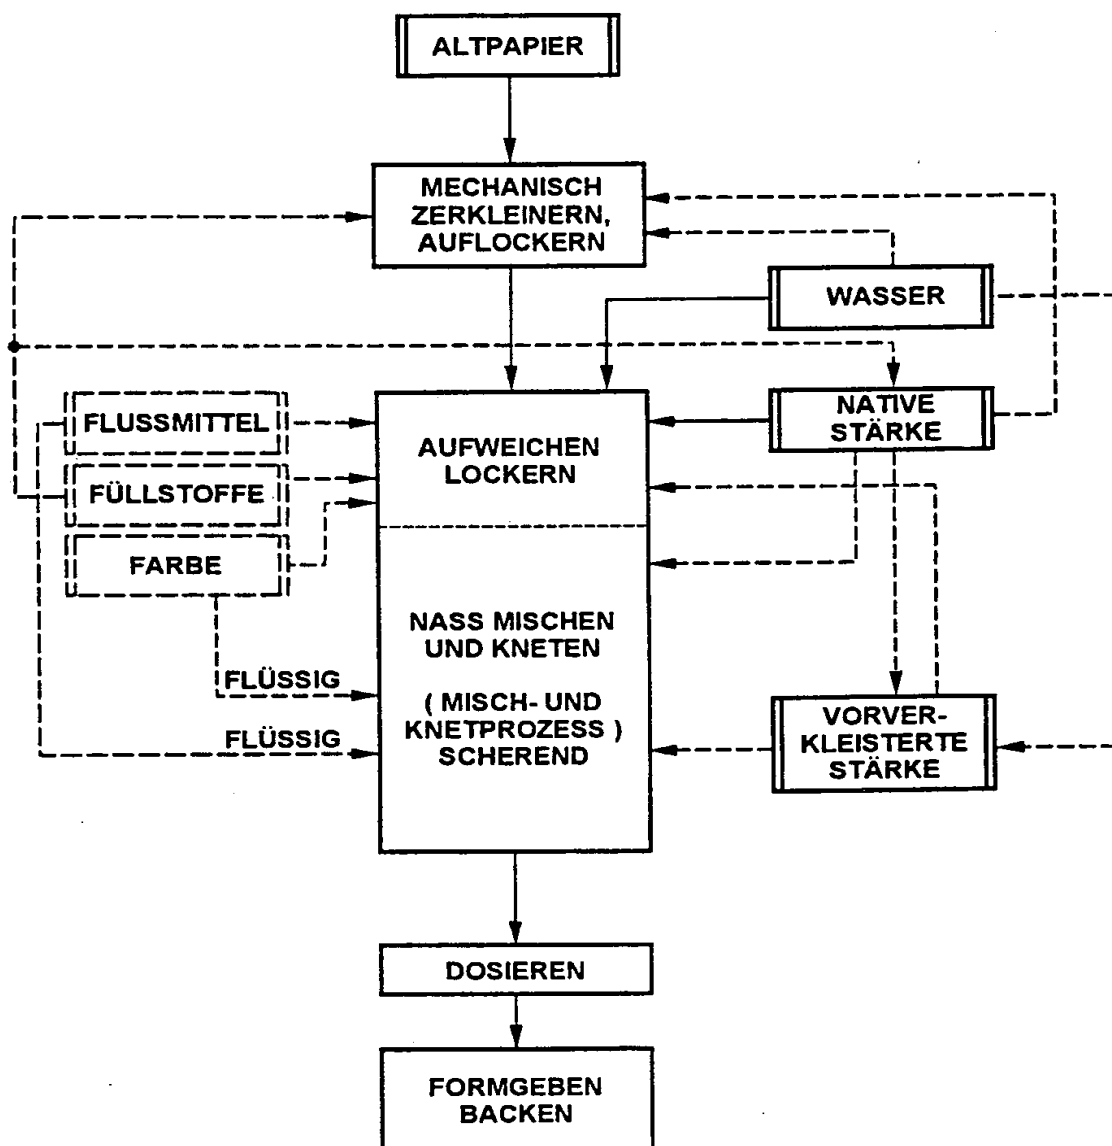 ALTPAPIER
MECHANISCH
ZERKLEINERN,
AUFLOCKERN
WASSER
FLUSSMITTEL
FÜLLSTOFFE
FARBE
AUFWEICHEN
LOCKERN
NATIVE
STÄRKE
NASS MISCHEN
UND KNETEN
( MISCH- UND
KNETPROZESS )
SCHEREND
FLÜSSIG
FLÜSSIG
VORVER-
KLEISTERTE
STÄRKE
DOSIEREN
FORMGEBEN
BACKEN